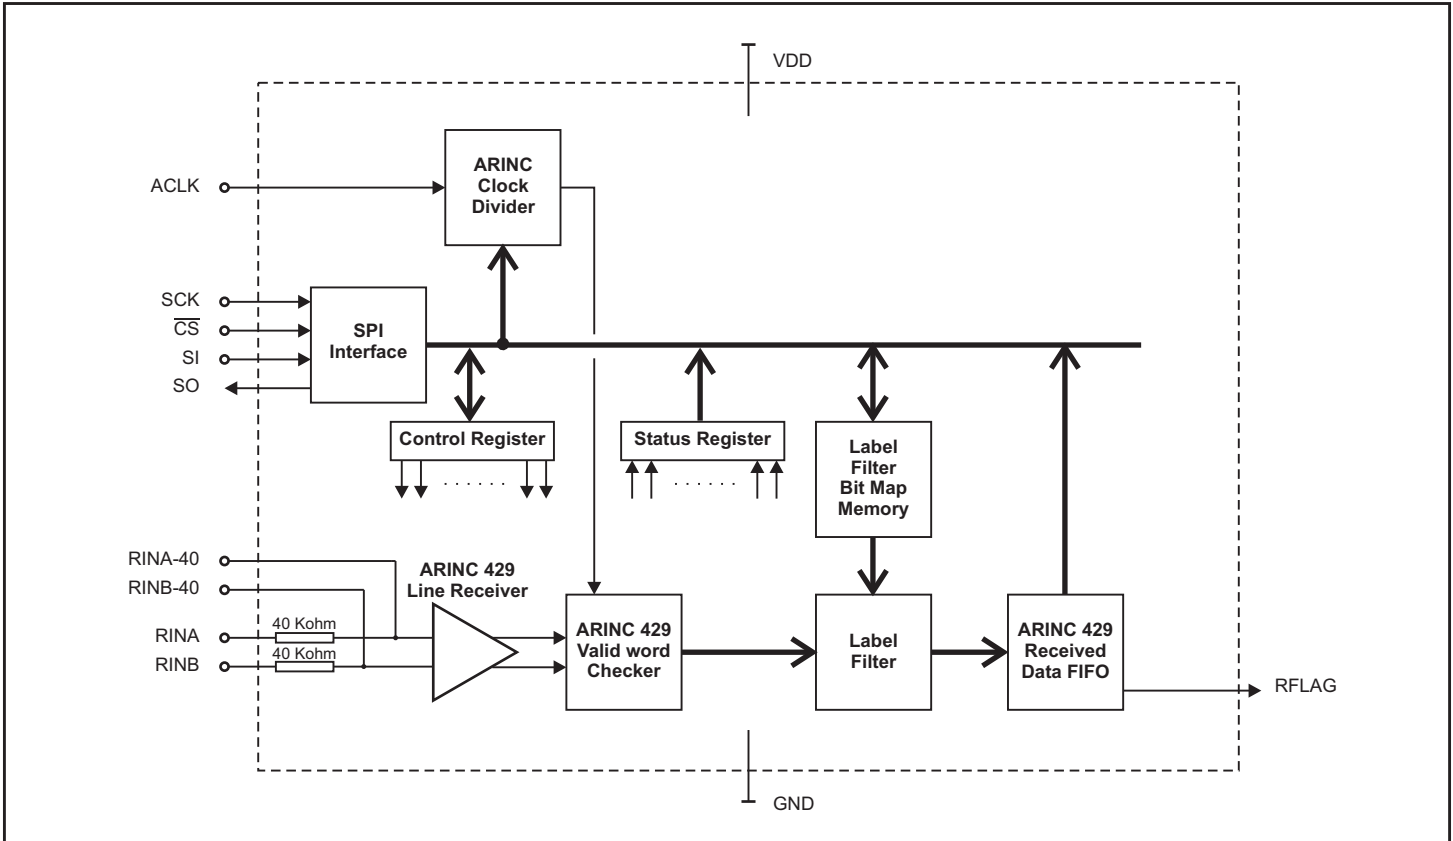 VDD
ARINC
Clock
Divider
ACLK
SCK
CS
SI
SO
SPI
Interface
Control Register
. . . . . .
Status Register
. . . . . .
Label
Filter
Bit Map
Memory
RINA-40
RINB-40
RINA
RINB
40 Kohm
40 Kohm
ARINC 429
Line Receiver
ARINC 429
Valid word
Checker
Label
Filter
ARINC 429
Received
Data FIFO
RFLAG
GND